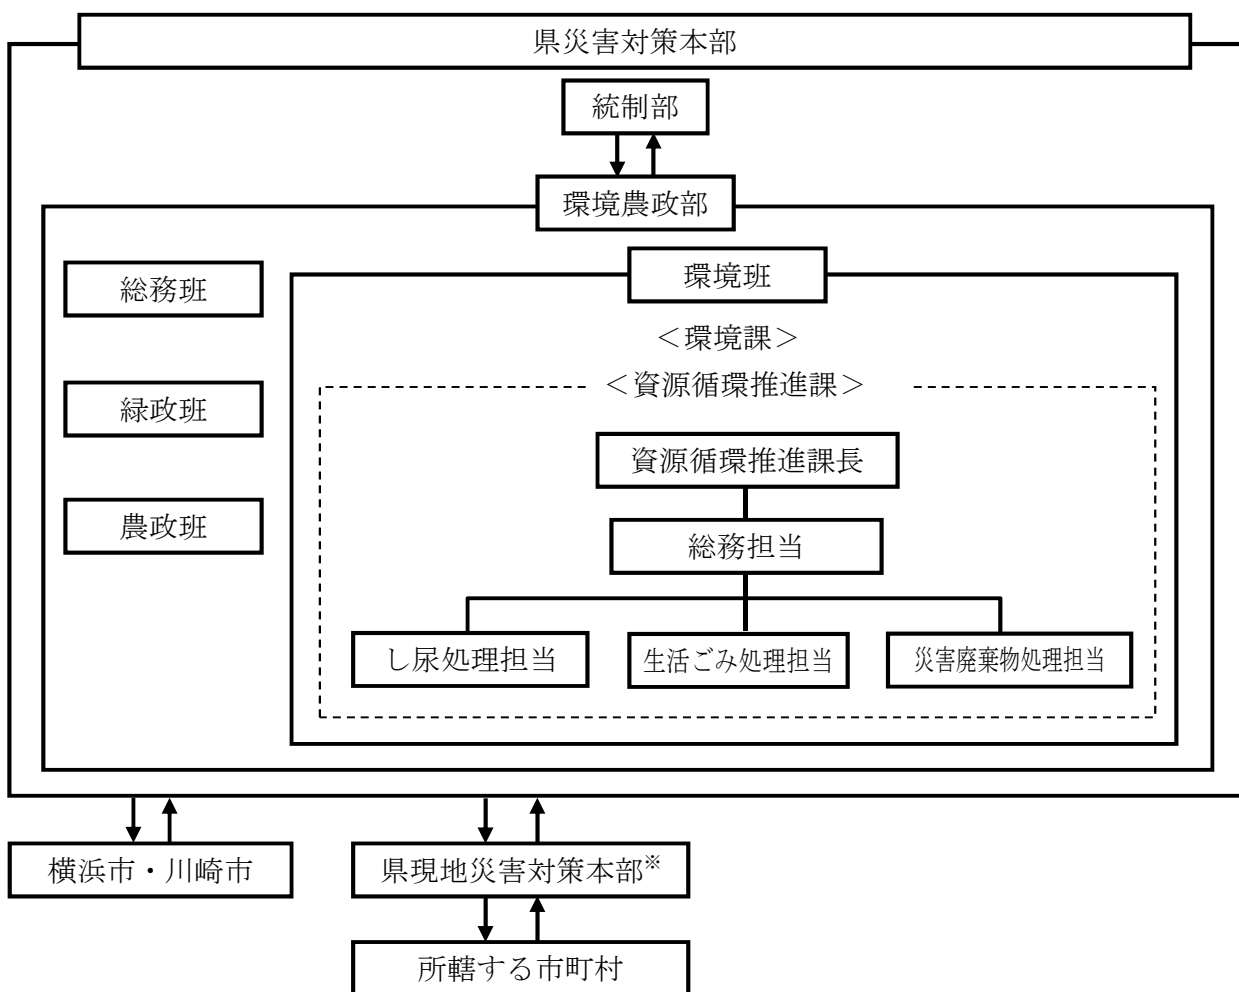 県災害対策本部
統制部
環境農政部
総務班
緑政班
農政班
環境班
＜環境課＞
＜資源循環推進課＞
資源循環推進課長
総務担当
し尿処理担当
生活ごみ処理担当
災害廃棄物処理担当
横浜市・川崎市
県現地災害対策本部※
所轄する市町村